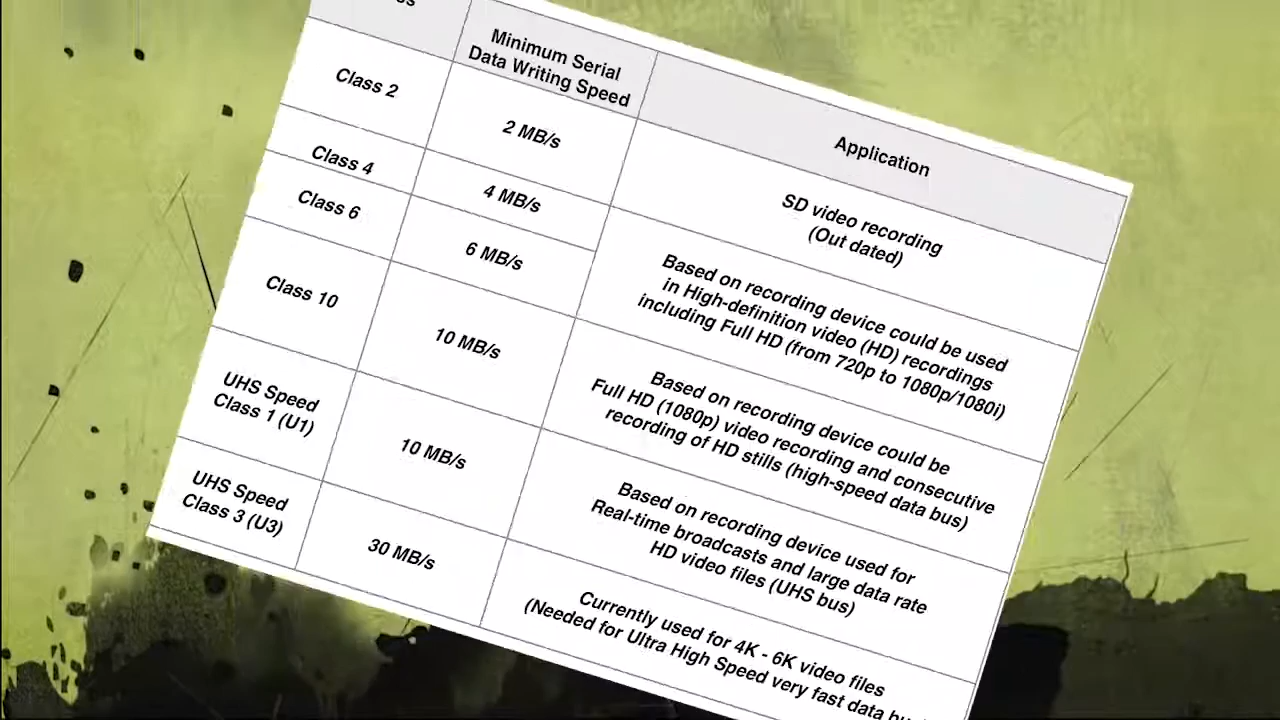 Minimum Serial
Data Writing Speed
Application
Class 2
2 MB/s
SD video recording
(Out dated)
Class 4
4 MB/s
Based on recording device could be used
in High-definition video (HD) recordings
including Full HD (from 720p to 1080p/1080i)
Class 6
6 MB/s
Class 10
10 MB/s
Based on recording device could be
Full HD (1080p) video recording and consecutive
recording of HD stills (high-speed data bus)
UHS Speed
Class 1 (U1)
10 MB/s
Based on recording device used for
Real-time broadcasts and large data rate
HD video files (UHS bus)
UHS Speed
Class 3 (U3)
30 MB/s
Currently used for 4K - 6K video files
(Needed for Ultra High Speed very fast data